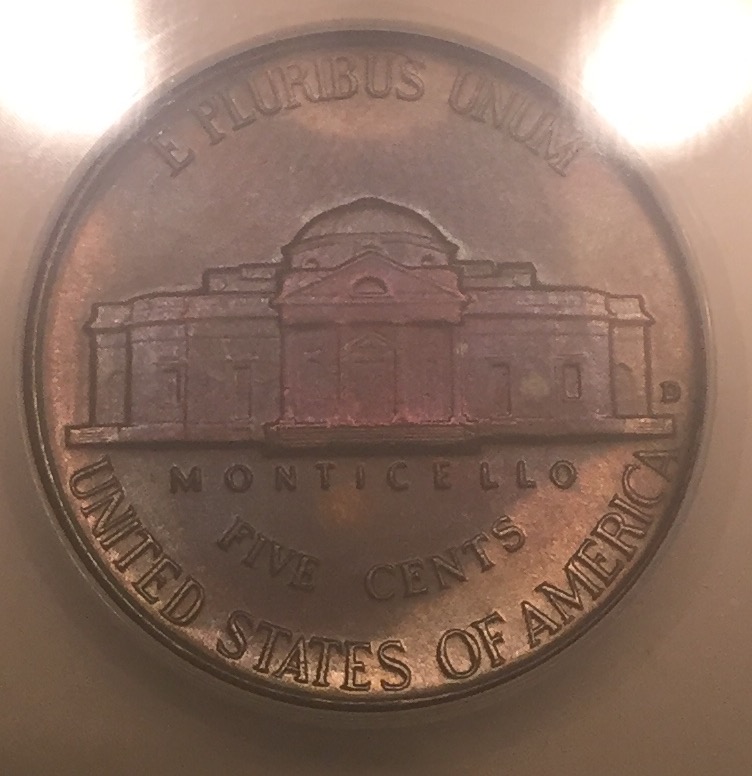 E PLURIBUS UNUM
D
MONTICELLO
FIVE CENTS
UNITED STATES OF AMERICA